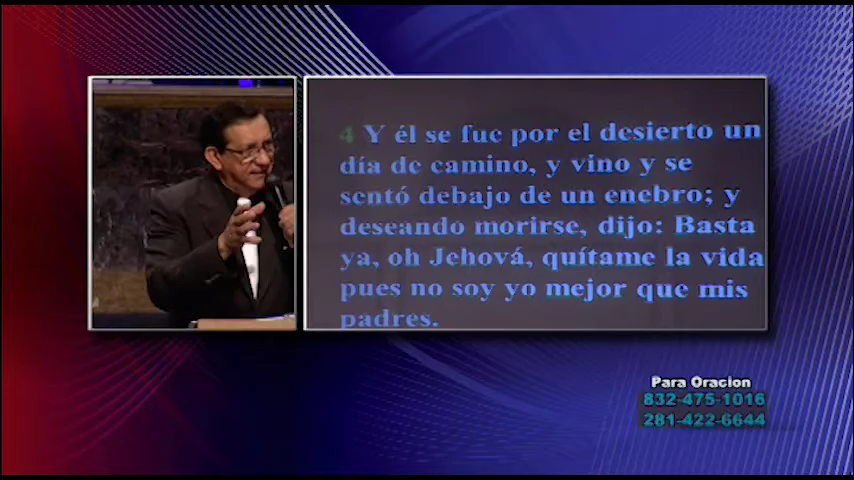 4 Y él se fue por el desierto un
día de camino, y vino y se
sentó debajo de un enebro; y
deseando morirse, dijo: Basta
ya, oh Jehová, quítame la vida
pues no soy yo mejor que mis
padres.
Para Oracion
832-475-1016
281-422-6644